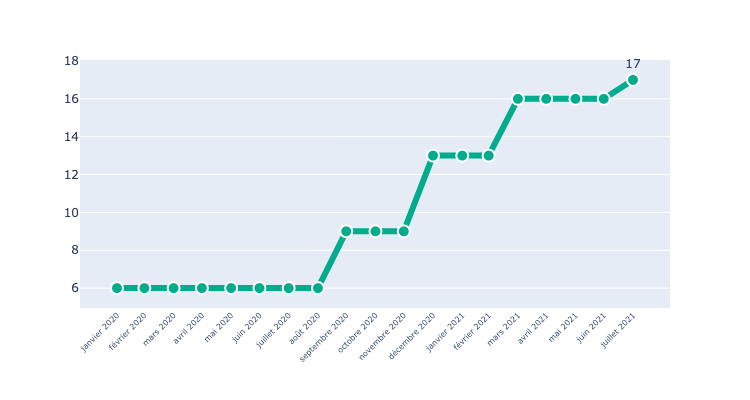 18
17
16
14
12
10
8
6
janvier 2020
février 2020
mars 2020
avril 2020
mai 2020
juin 2020
juillet 2020
août 2020
septembre 2020
octobre 2020
novembre 2020
décembre 2020
janvier 2021
février 2021
mars 2021
avril 2021
mai 2021
juin 2021
juillet 2021